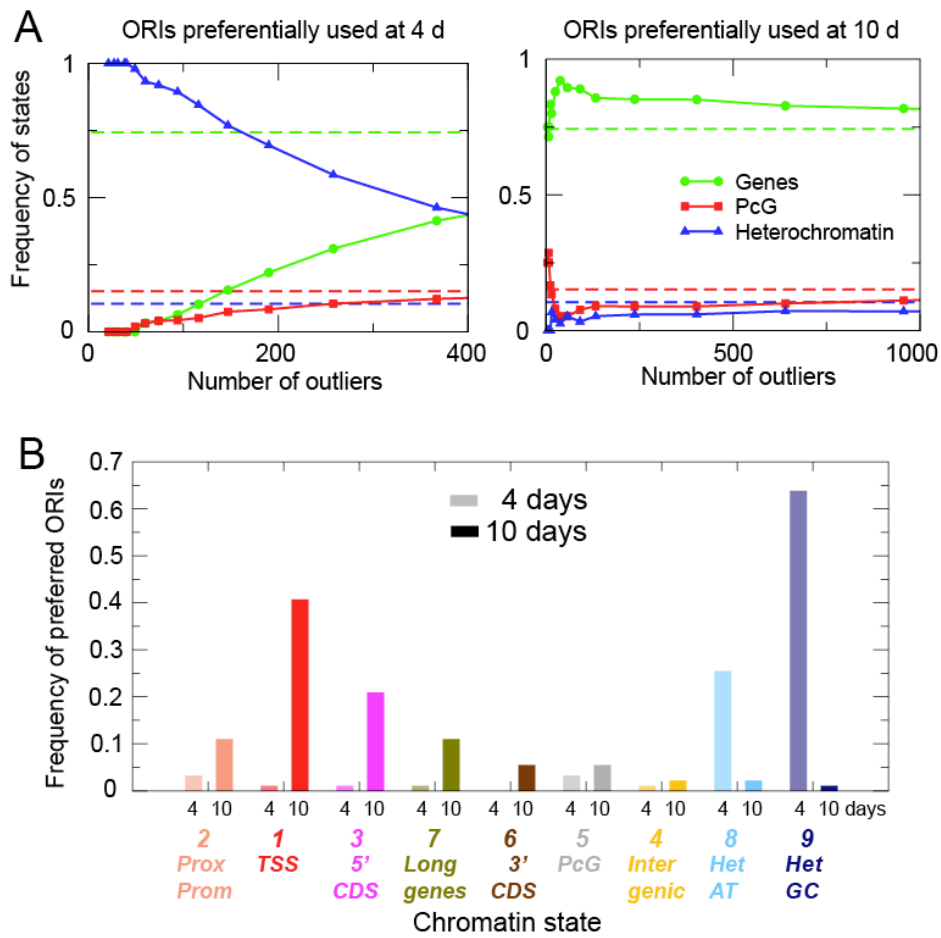 A
ORIs preferentially used at 4 d
ORIs preferentially used at 10 d
Frequency of states
1
0.5
0
0
200
400
Number of outliers
1
0.5
0
0
500
1000
Number of outliers
Genes
PcG
Heterochromatin
B
Frequency of preferred ORIs
0.7
0.6
0.5
0.4
0.3
0.2
0.1
0
4 days
10 days
4 10 4 10 4 10 4 10 4 10 4 10 4 10 4 10 4 10 days
2 1 3 7 6 5 4 8 9
Prox TSS 5' Long 3' PcG Inter Het Het
Prom CDS genes CDS genic AT GC
Chromatin state